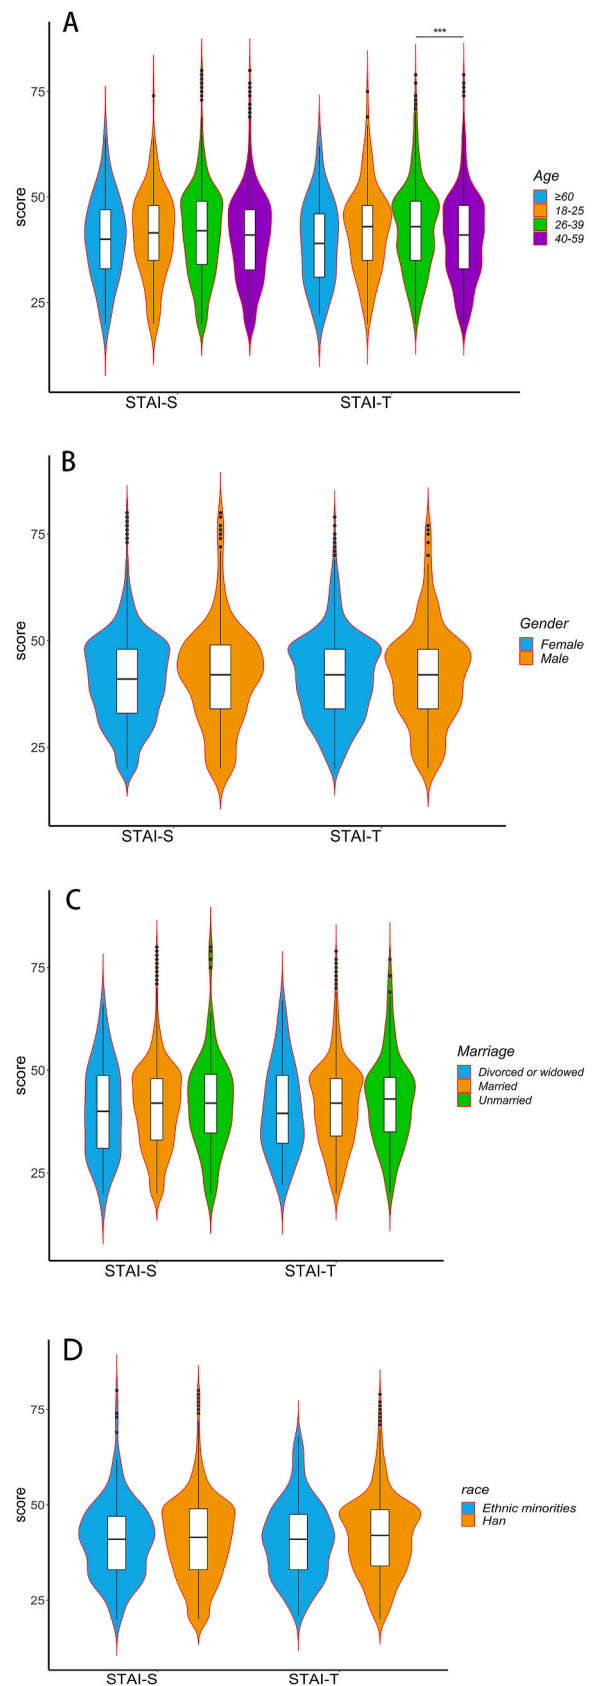 A
***
75
50
25
score
STAI-S
STAI-T
Age
≥60
18-25
26-39
40-59
B
75
50
25
score
STAI-S
STAI-T
Gender
Female
Male
C
75
50
25
score
STAI-S
STAI-T
Marriage
Divorced or widowed
Married
Unmarried
D
75
50
25
score
STAI-S
STAI-T
race
Ethnic minorities
Han